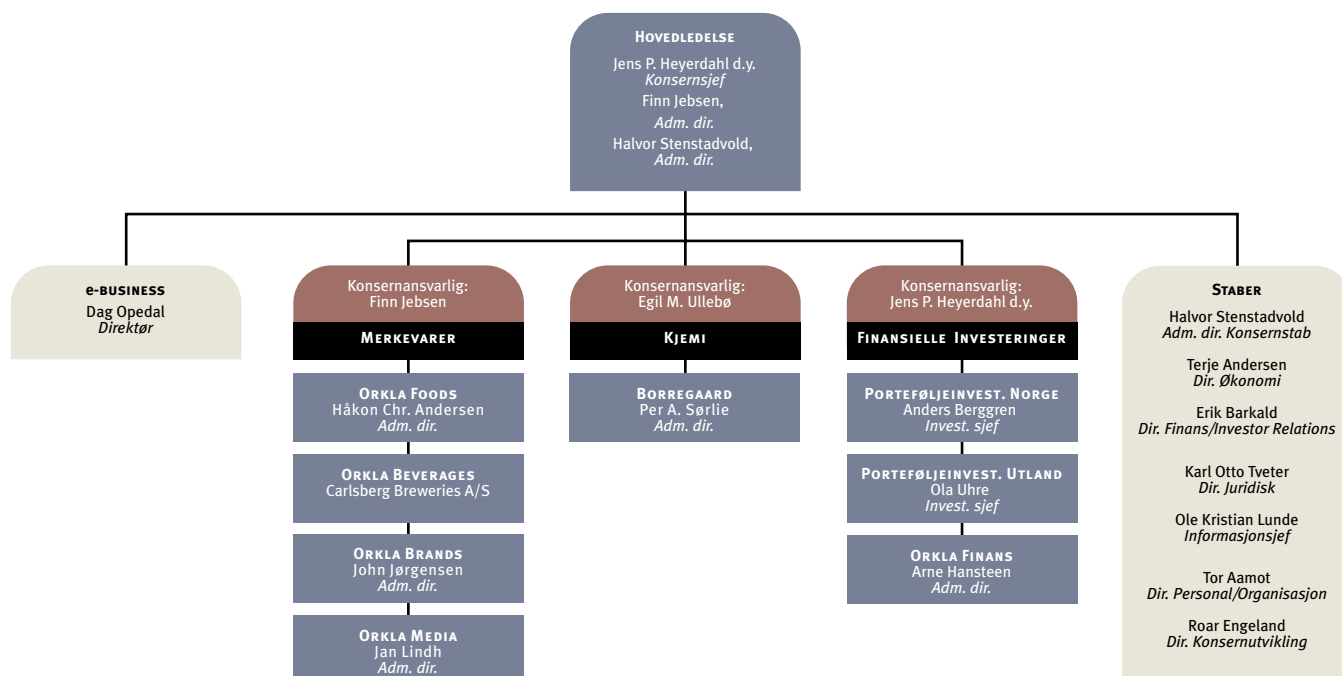 HOVEDLEDELSE
Jens P. Heyerdahl d.y.
Konsernsjef
Finn Jebsen,
Adm. dir.
Halvor Stenstadvold,
Adm. dir.
e-BUSINESS
Dag Opedal
Direktør
Konsernansvarlig:
Finn Jebsen
MERKEVARER
ORKLA FOODS
Håkon Chr. Andersen
Adm. dir.
ORKLA BEVERAGES
Carlsberg Breweries A/S
ORKLA BRANDS
John Jørgensen
Adm. dir.
ORKLA MEDIA
Jan Lindh
Adm. dir.
Konsernansvarlig:
Egil M. Ullebø
KJEMI
BORREGAARD
Per A. Sørlie
Adm. dir.
Konsernansvarlig:
Jens P. Heyerdahl d.y.
FINANSIELLE INVESTERINGER
PORTEFØLJEINVEST. NORGE
Anders Berggren
Invest. sjef
PORTEFØLJEINVEST. UTLAND
Ola Uhre
Invest. sjef
ORKLA FINANS
Arne Hansteen
Adm. dir.
STABER
Halvor Stenstadvold
Adm. dir. Konsernstab
Terje Andersen
Dir. Økonomi
Erik Barkald
Dir. Finans/Investor Relations
Karl Otto Tveter
Dir. Juridisk
Ole Kristian Lunde
Informasjonsjef
Tor Aamot
Dir. Personal/Organisasjon
Roar Engeland
Dir. Konsernutvikling